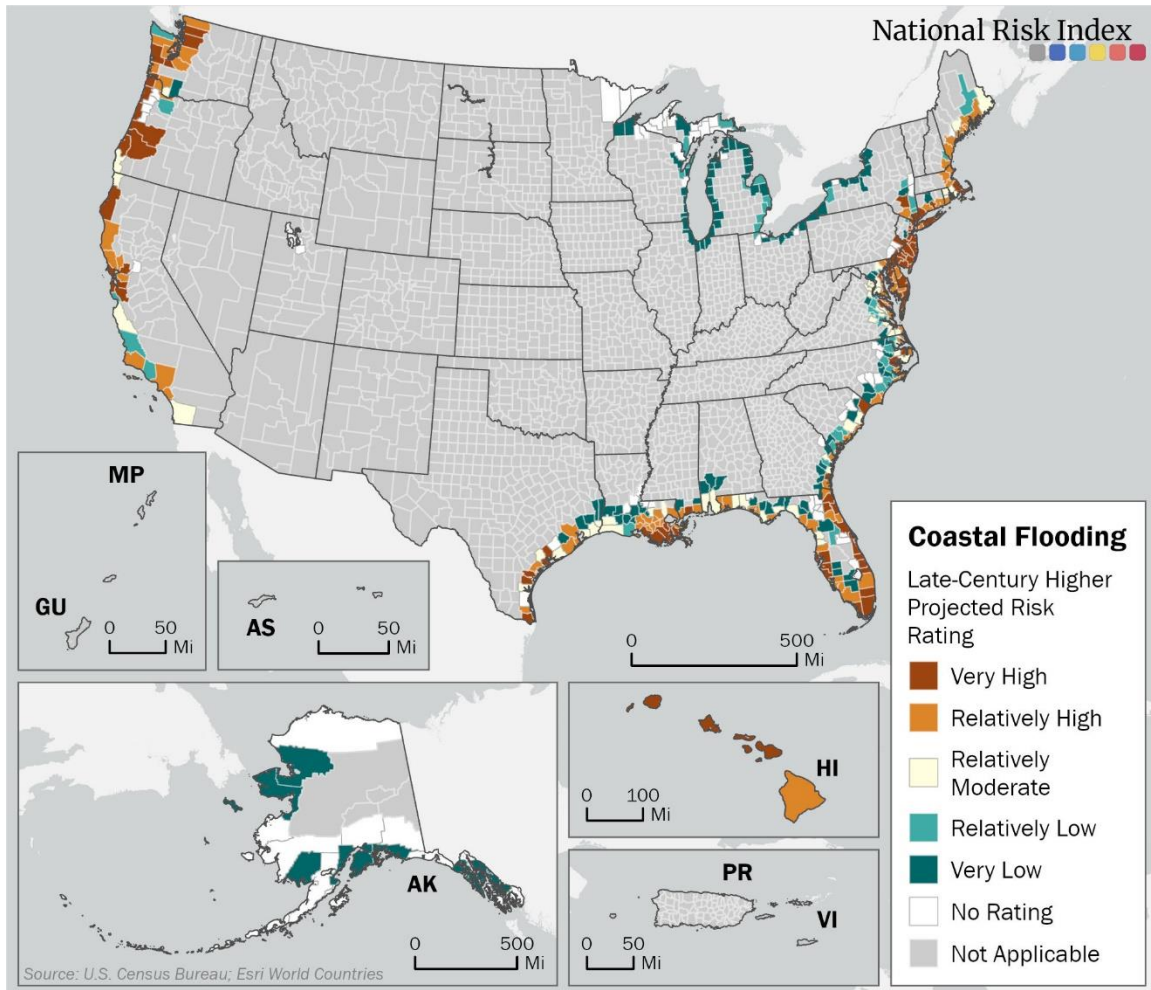 National Risk Index
MP
GU
0 50
Mi
AS
0 50
Mi
0 500
Mi
Coastal Flooding
Late-Century Higher
Projected Risk
Rating
Very High
Relatively High
Relatively
Moderate
Relatively Low
Very Low
No Rating
Not Applicable
AK
0 500
Mi
Source: U.S. Census Bureau; Esri World Countries
HI
0 100
Mi
PR
VI
0 50
Mi